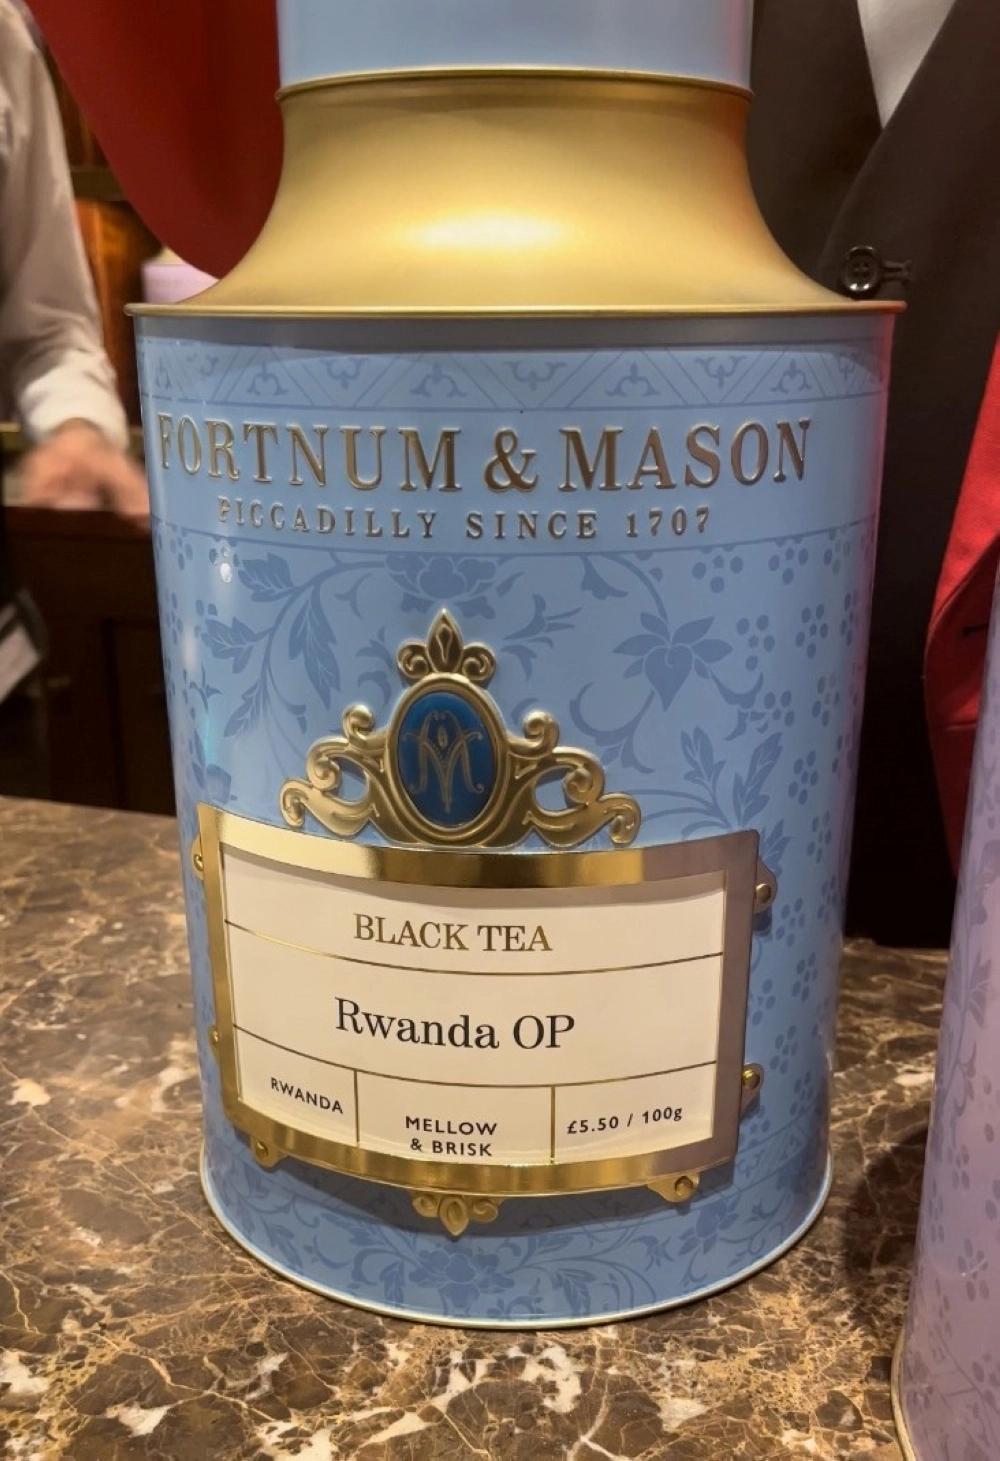 FORTNUM & MASON
PICCADILLY SINCE 1707
BLACK TEA
Rwanda OP
RWANDA
MELLOW
& BRISK
£5.50 / 100g